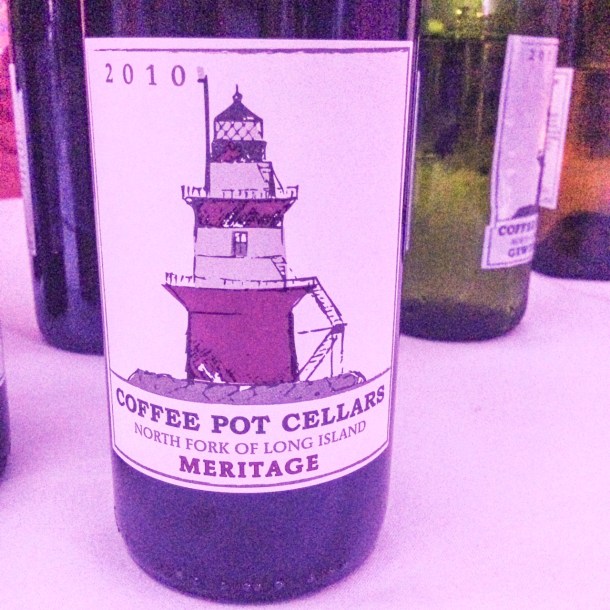 2010
COFFEE POT CELLARS
NORTH FORK OF LONG ISLAND
MERITAGE